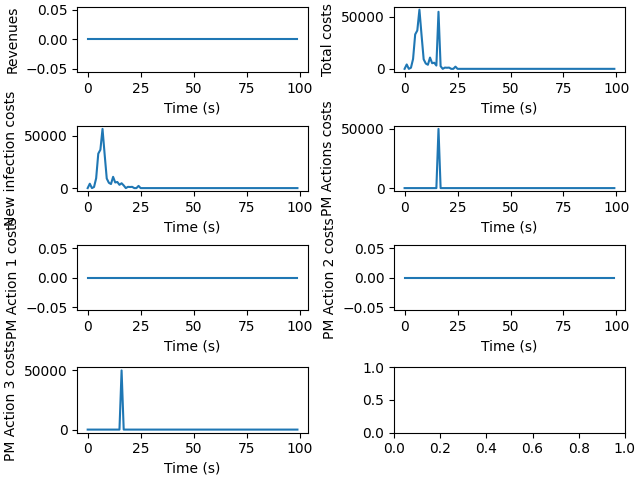 Revenues
0.05
0.00
−0.05
0 25 50 75 100
Time (s)
Total costs
50000
0
0 25 50 75 100
Time (s)
New infection costs
50000
0
0 25 50 75 100
Time (s)
PM Actions costs
50000
0
0 25 50 75 100
Time (s)
PM Action 1 costs
0.05
0.00
−0.05
0 25 50 75 100
Time (s)
PM Action 2 costs
0.05
0.00
−0.05
0 25 50 75 100
Time (s)
PM Action 3 costs
50000
0
0 25 50 75 100
Time (s)
1.0
0.5
0.0
0.0 0.2 0.4 0.6 0.8 1.0